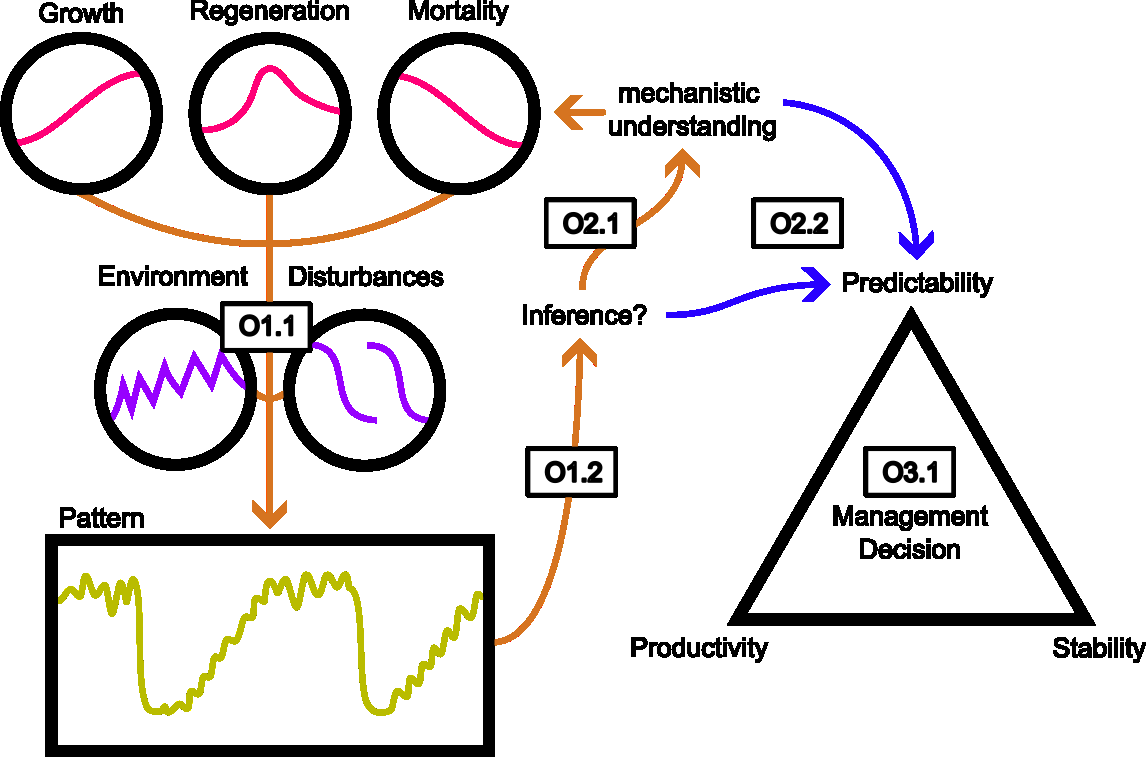 Growth
Regeneration
Mortality
mechanistic
understanding
O2.1
O2.2
Environment
Disturbances
Predictability
O1.1
Inference?
O1.2
O3.1
Management
Decision
Pattern
Productivity
Stability